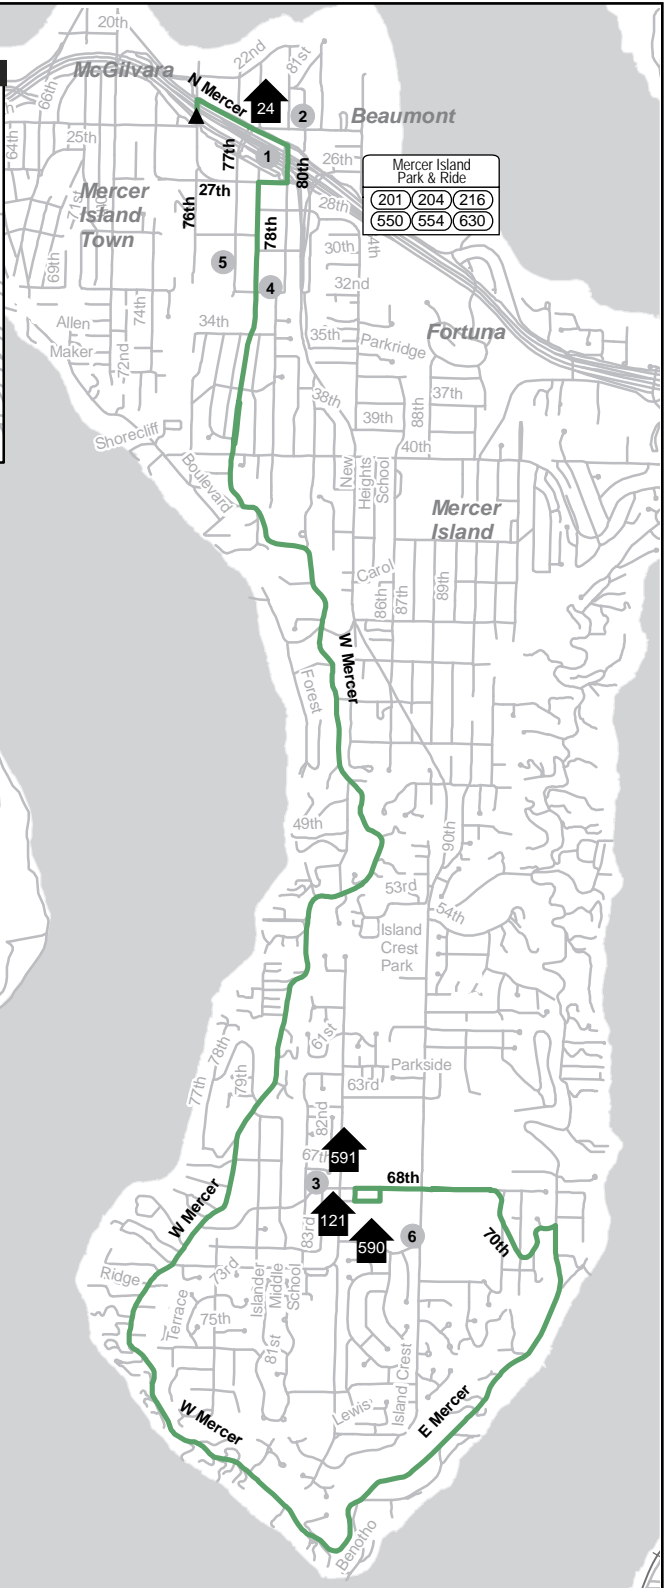 20th
22nd
81st
McGilvara
66th
N Mercer
24
2
Beaumont
64th
25th
77th
1
80th
26th
Mercer Island
Park & Ride
201 204 216
550 554 630
27th
71st
Mercer
Island
Town
76th
78th
28th
30th
69th
5
4
32nd
74th
Allen
34th
35th
Parkridge
Fortuna
Maker
72nd
38th
37th
39th
88th
40th
Shorecliff
Boulevard
New
Heights
School
Mercer
Island
Carol
86th
87th
89th
W Mercer
Forest
49th
90th
53rd
54th
Island
Crest
Park
61st
78th
77th
79th
Parkside
63rd
82nd
67th
591
3
68th
121
590
6
83rd
W Mercer
70th
73rd
Ridge
Terrace
75th
Islander
Middle
School
81st
Island Crest
Lewis
E Mercer
W Mercer
Benotho